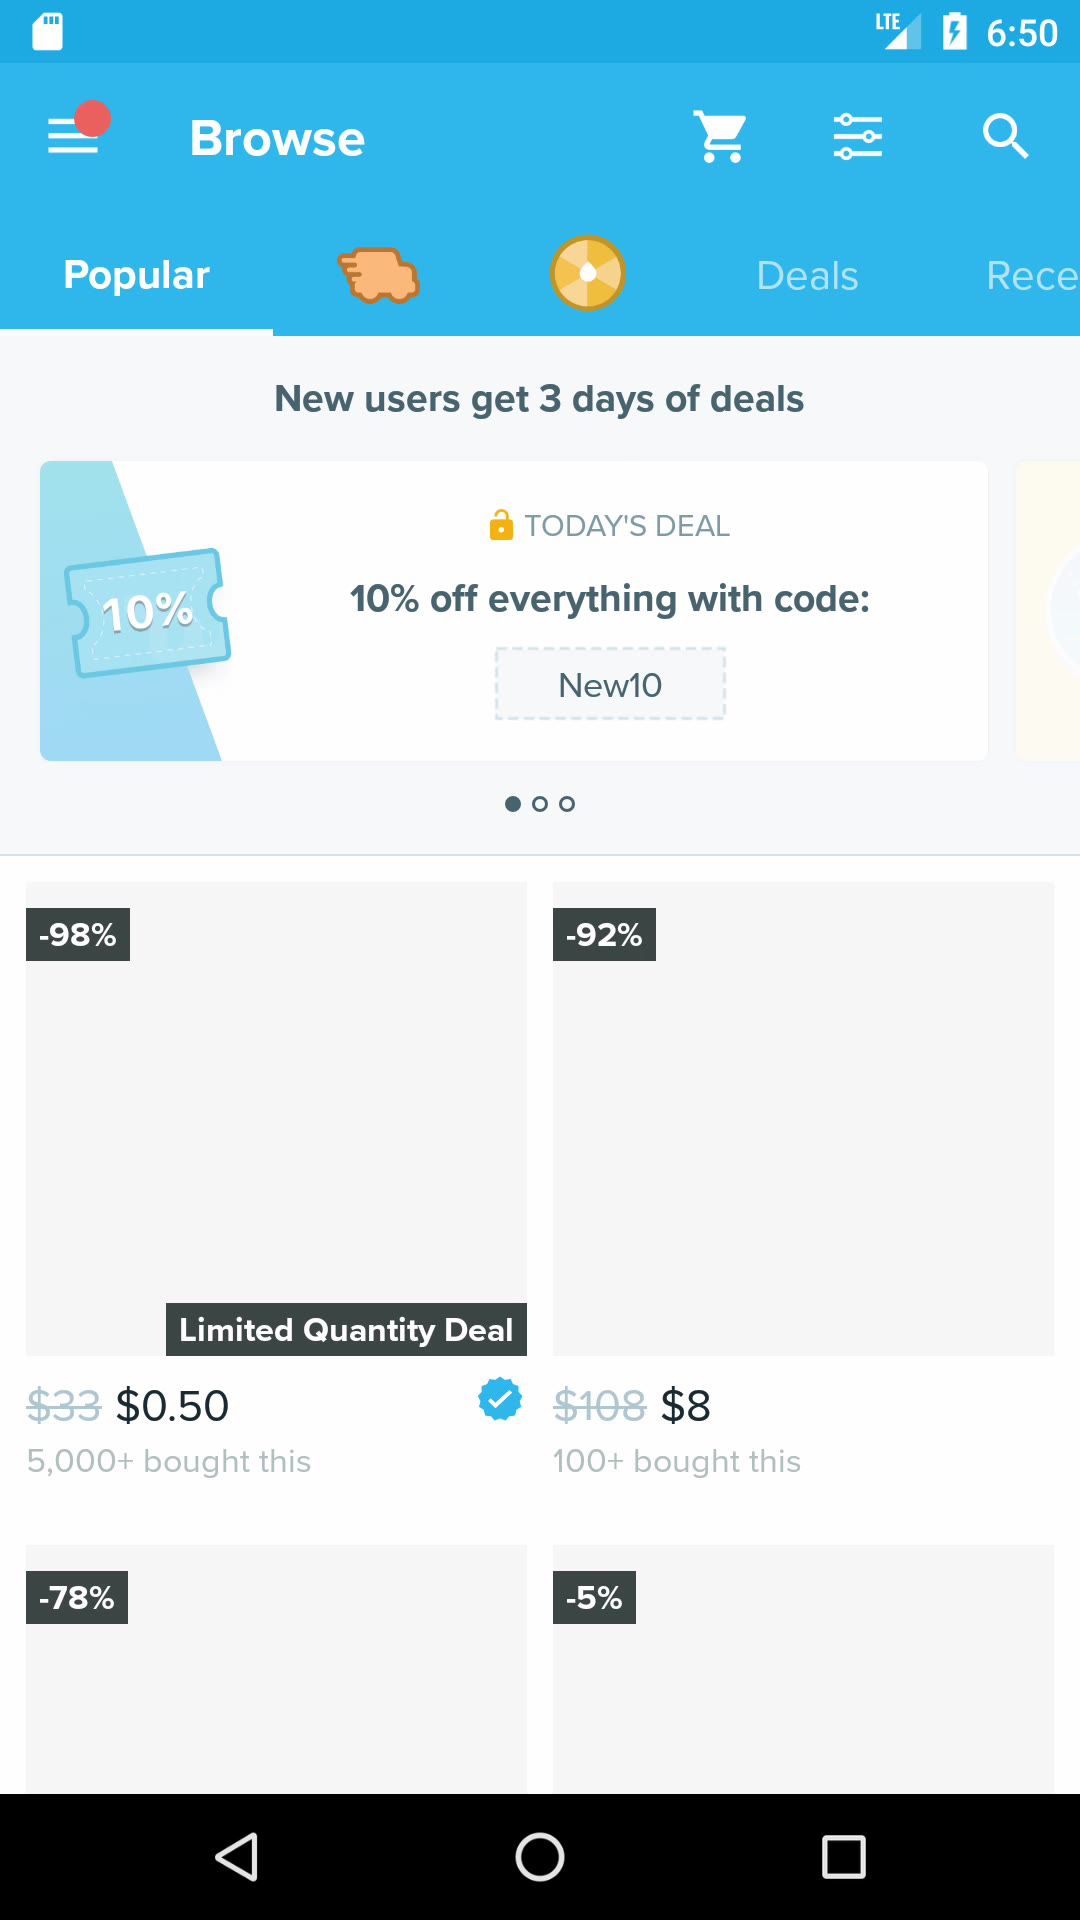 LTE 6:50
Browse
Popular Deals Rece
New users get 3 days of deals
TODAY'S DEAL
10% off everything with code:
10%
New10
-98% -92%
Limited Quantity Deal
$33 $0.50 $108 $8
5,000+ bought this 100+ bought this
-78% -5%